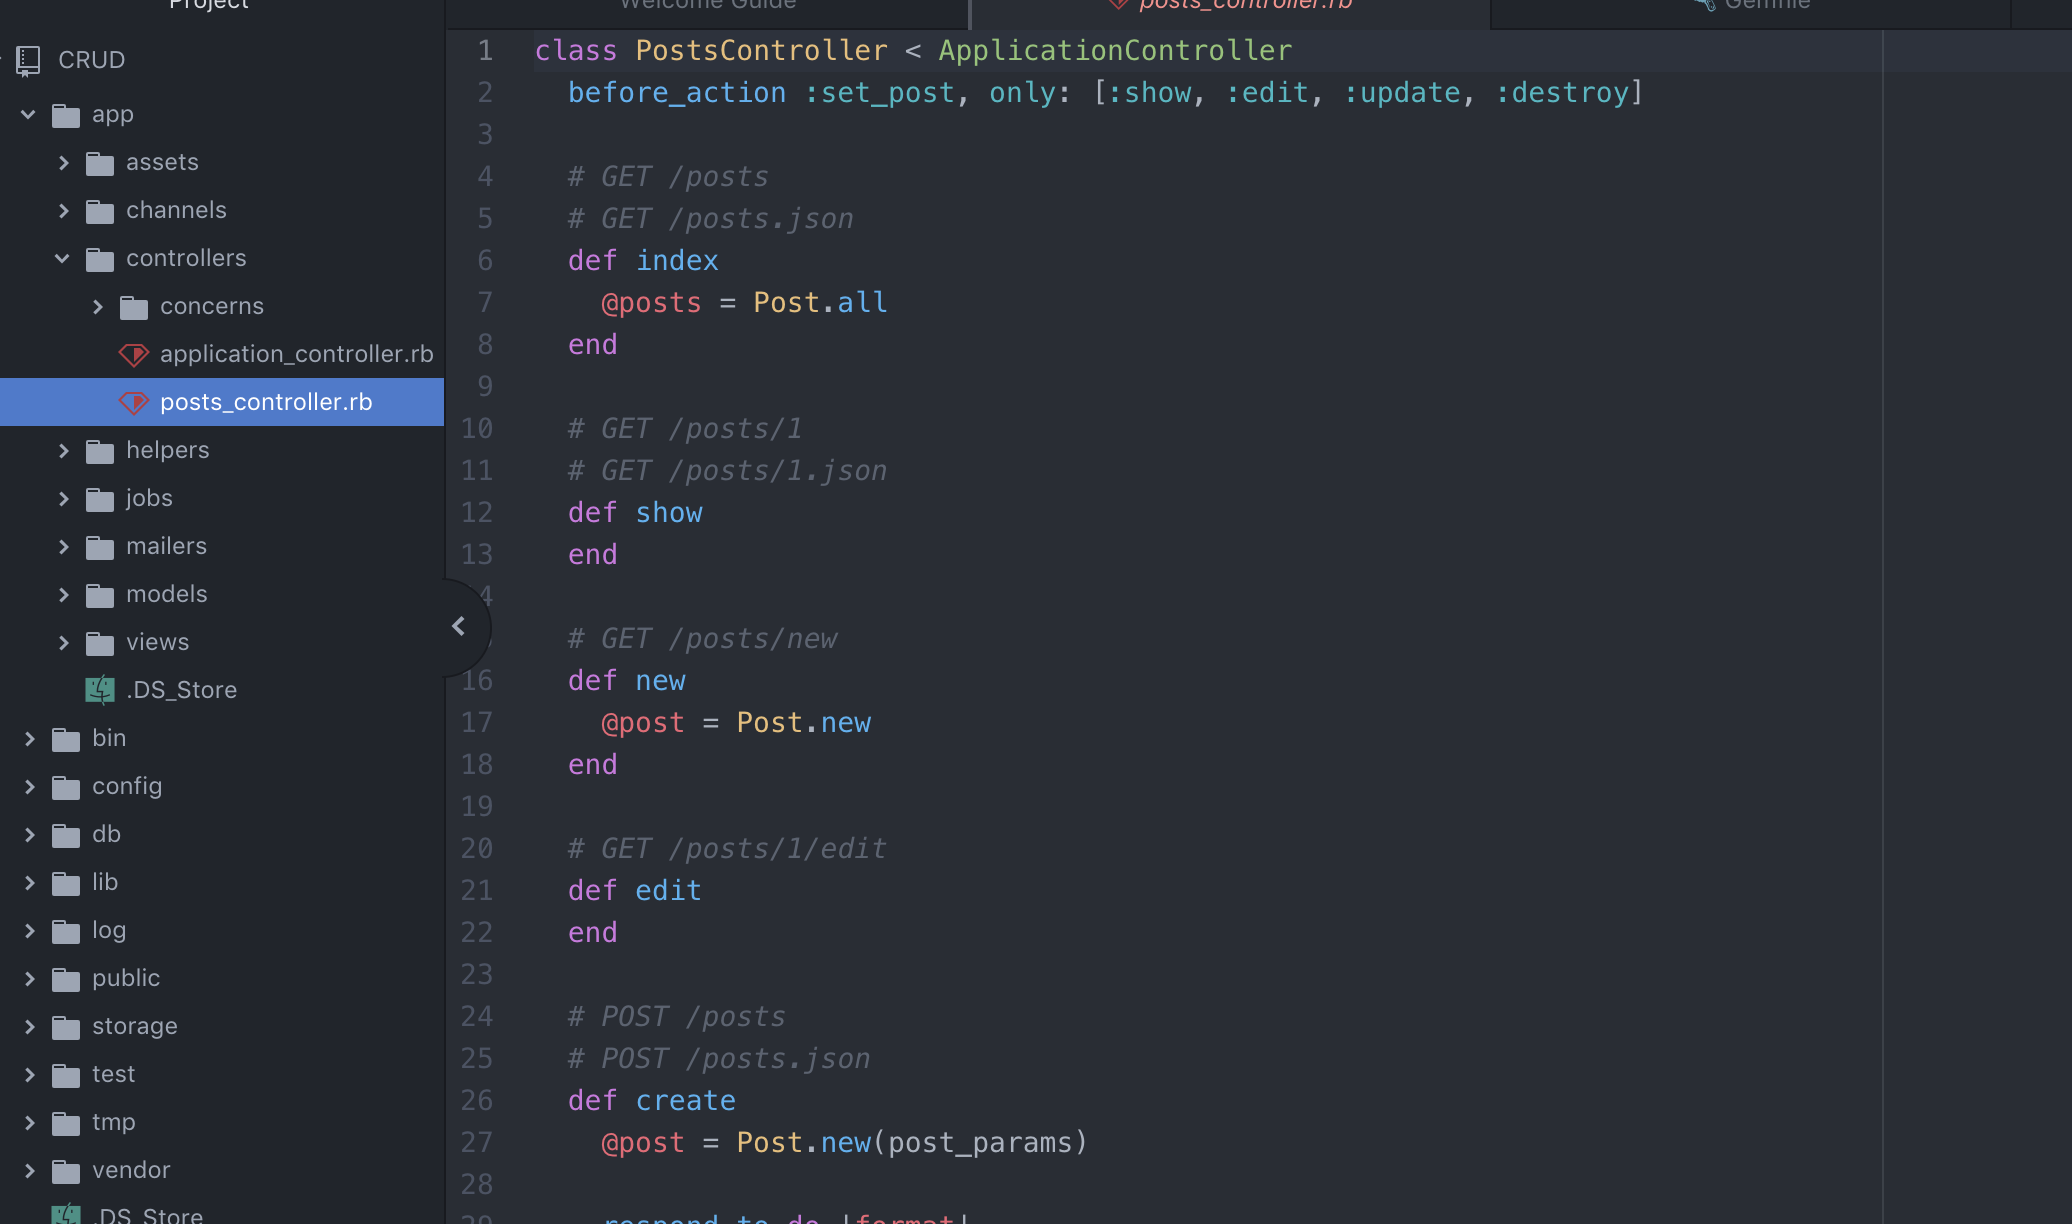 Project
CRUD
app
assets
channels
controllers
concerns
application_controller.rb
posts_controller.rb
helpers
jobs
mailers
models
views
.DS_Store
bin
config
db
lib
log
public
storage
test
tmp
vendor
.DS_Store
Welcome Guide posts_controller.rb Gemfile
1 class PostsController < ApplicationController
2 before_action :set_post, only: [:show, :edit, :update, :destroy]
3
4 # GET /posts
5 # GET /posts.json
6 def index
7 @posts = Post.all
8 end
9
10 # GET /posts/1
11 # GET /posts/1.json
12 def show
13 end
4
# GET /posts/new
16 def new
17 @post = Post.new
18 end
19
20 # GET /posts/1/edit
21 def edit
22 end
23
24 # POST /posts
25 # POST /posts.json
26 def create
27 @post = Post.new(post_params)
28
29 respond_to do |format|